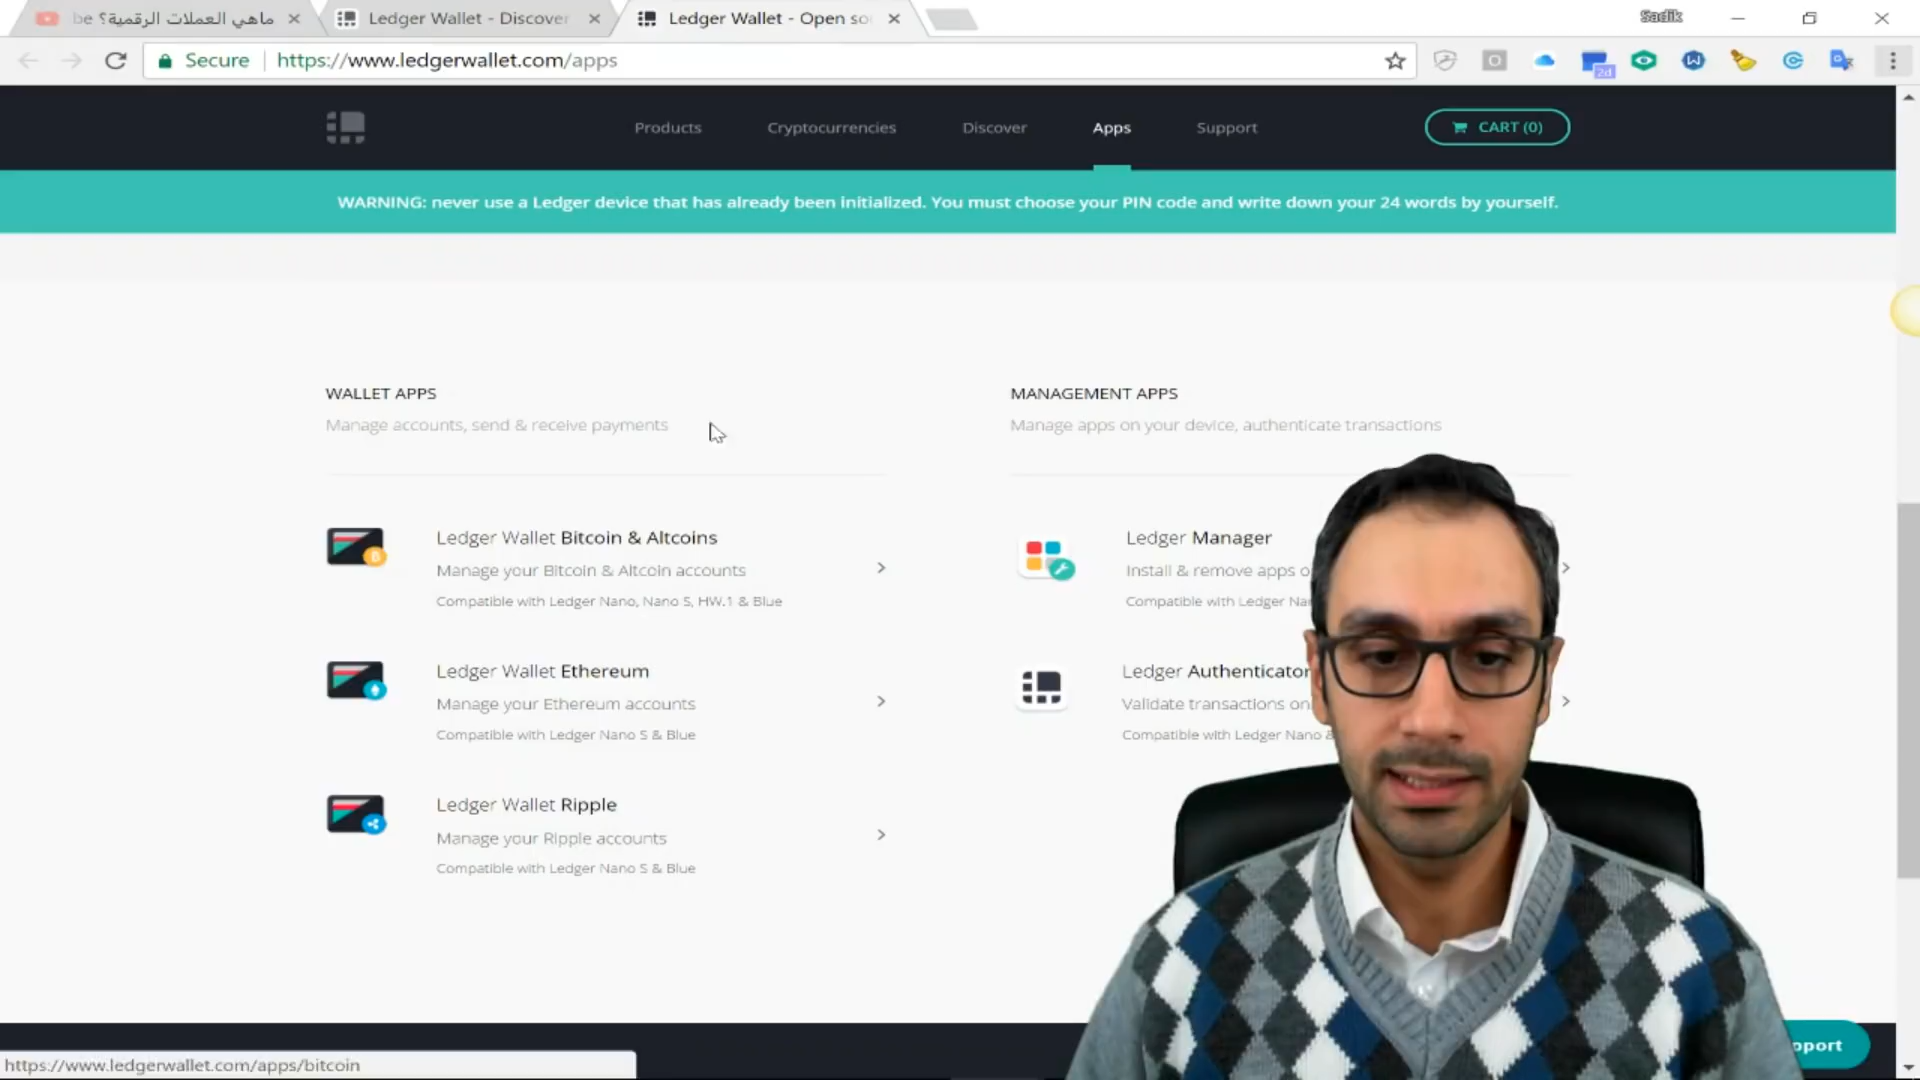 ماهي العملات الرقمية؟ be
Ledger Wallet - Discover
Ledger Wallet - Open so
Sadik
Secure
https://www.ledgerwallet.com/apps
2d
Products
Cryptocurrencies
Discover
Apps
Support
CART (0)
WARNING: never use a Ledger device that has already been initialized. You must choose your PIN code and write down your 24 words by yourself.
WALLET APPS
Manage accounts, send & receive payments
Ledger Wallet Bitcoin & Altcoins
Manage your Bitcoin & Altcoin accounts
Compatible with Ledger Nano, Nano S, HW.1 & Blue
Ledger Wallet Ethereum
Manage your Ethereum accounts
Compatible with Ledger Nano S & Blue
Ledger Wallet Ripple
Manage your Ripple accounts
Compatible with Ledger Nano S & Blue
MANAGEMENT APPS
Manage apps on your device, authenticate transactions
Ledger Manager
Install & remove apps o
Compatible with Ledger Na
Ledger Authenticator
Validate transactions on
Compatible with Ledger Nano &
pport
https://www.ledgerwallet.com/apps/bitcoin